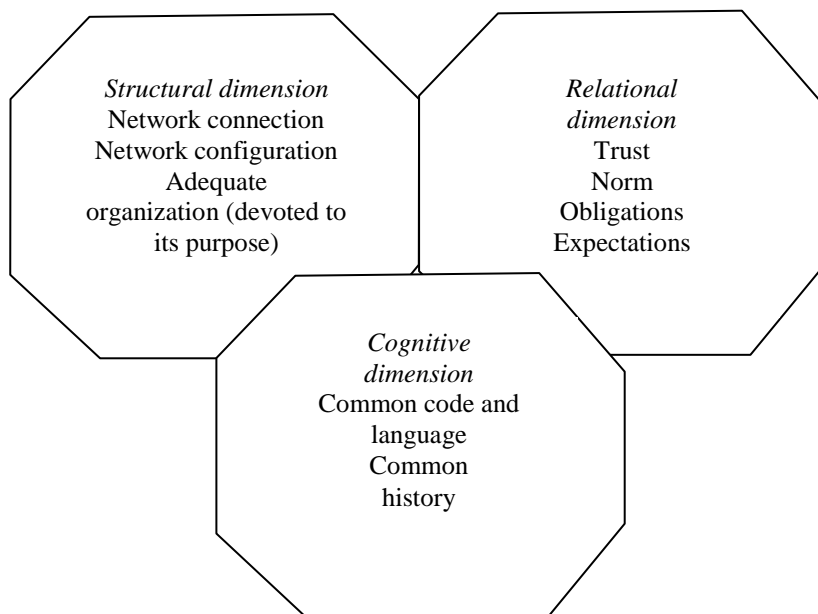 Structural dimension
Network connection
Network configuration
Adequate
organization (devoted to
its purpose)
Relational
dimension
Trust
Norm
Obligations
Expectations
Cognitive
dimension
Common code and
language
Common
history